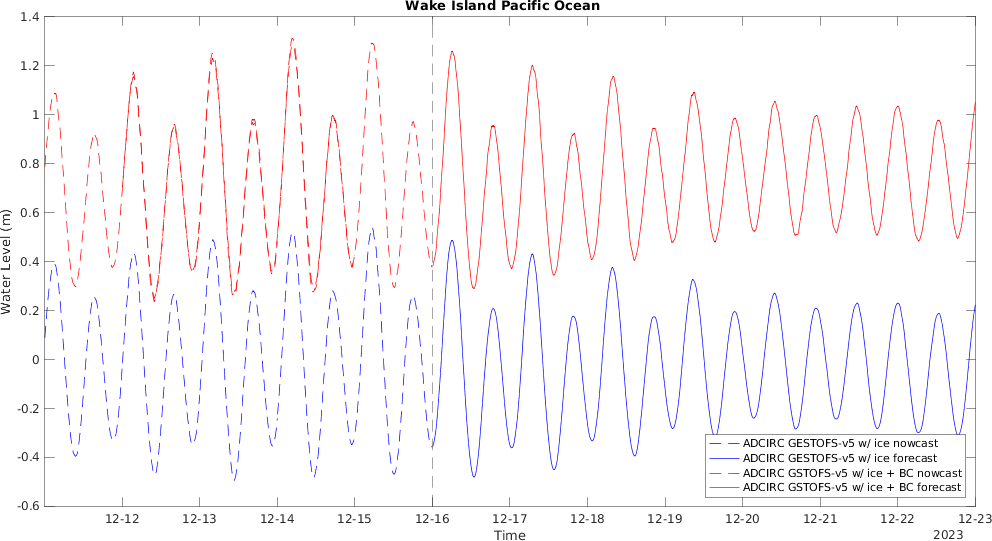 Wake Island Pacific Ocean
1.4
1.2
1
0.8
0.6
0.4
0.2
0
-0.2
-0.4
-0.6
Water Level (m)
ADCIRC GESTOFS-v5 w/ ice nowcast
ADCIRC GESTOFS-v5 w/ ice forecast
ADCIRC GSTOFS-v5 w/ ice + BC nowcast
ADCIRC GSTOFS-v5 w/ ice + BC forecast
12-12 12-13 12-14 12-15 12-16 12-17 12-18 12-19 12-20 12-21 12-22 12-23
Time
2023